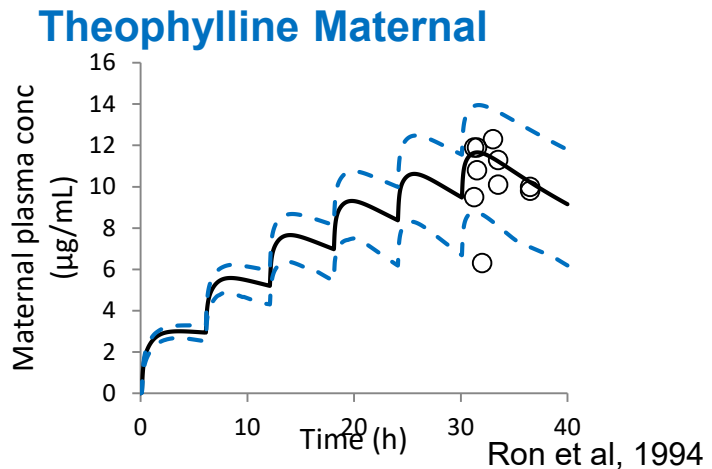 Theophylline Maternal
Maternal plasma conc
(µg/mL)
16
14
12
10
8
6
4
2
0
0 10 20 30 40
Time (h)
Ron et al, 1994